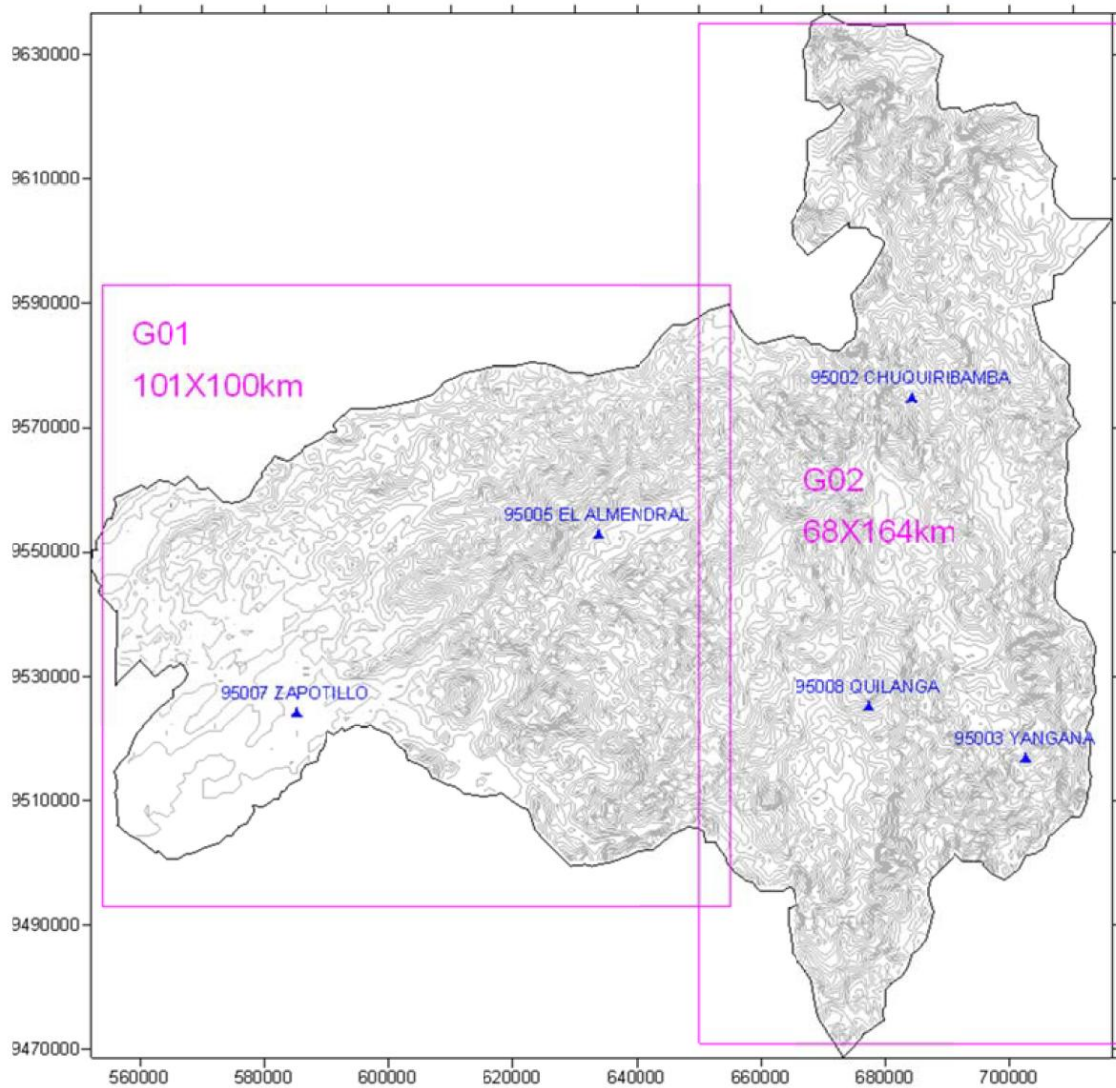 9630000
9610000
9590000
G01
101X100km
95002 CHUQUIRIBAMBA
9570000
G02
68X164km
95005 EL ALMENDRAL
9550000
9530000
95007 ZAPOTILLO
95008 QUILANGA
95003 YANGANA
9510000
9490000
9470000
560000 580000 600000 620000 640000 660000 680000 700000